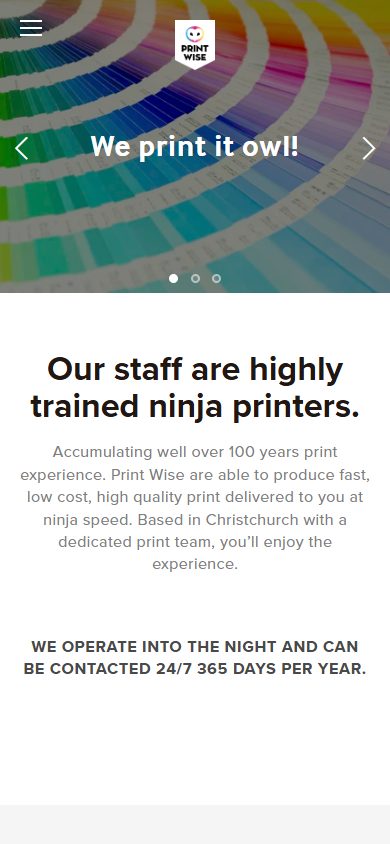 PRINT
WISE
We print it owl!
Our staff are highly
trained ninja printers.
Accumulating well over 100 years print
experience. Print Wise are able to produce fast,
low cost, high quality print delivered to you at
ninja speed. Based in Christchurch with a
dedicated print team, you’ll enjoy the
experience.
WE OPERATE INTO THE NIGHT AND CAN
BE CONTACTED 24/7 365 DAYS PER YEAR.